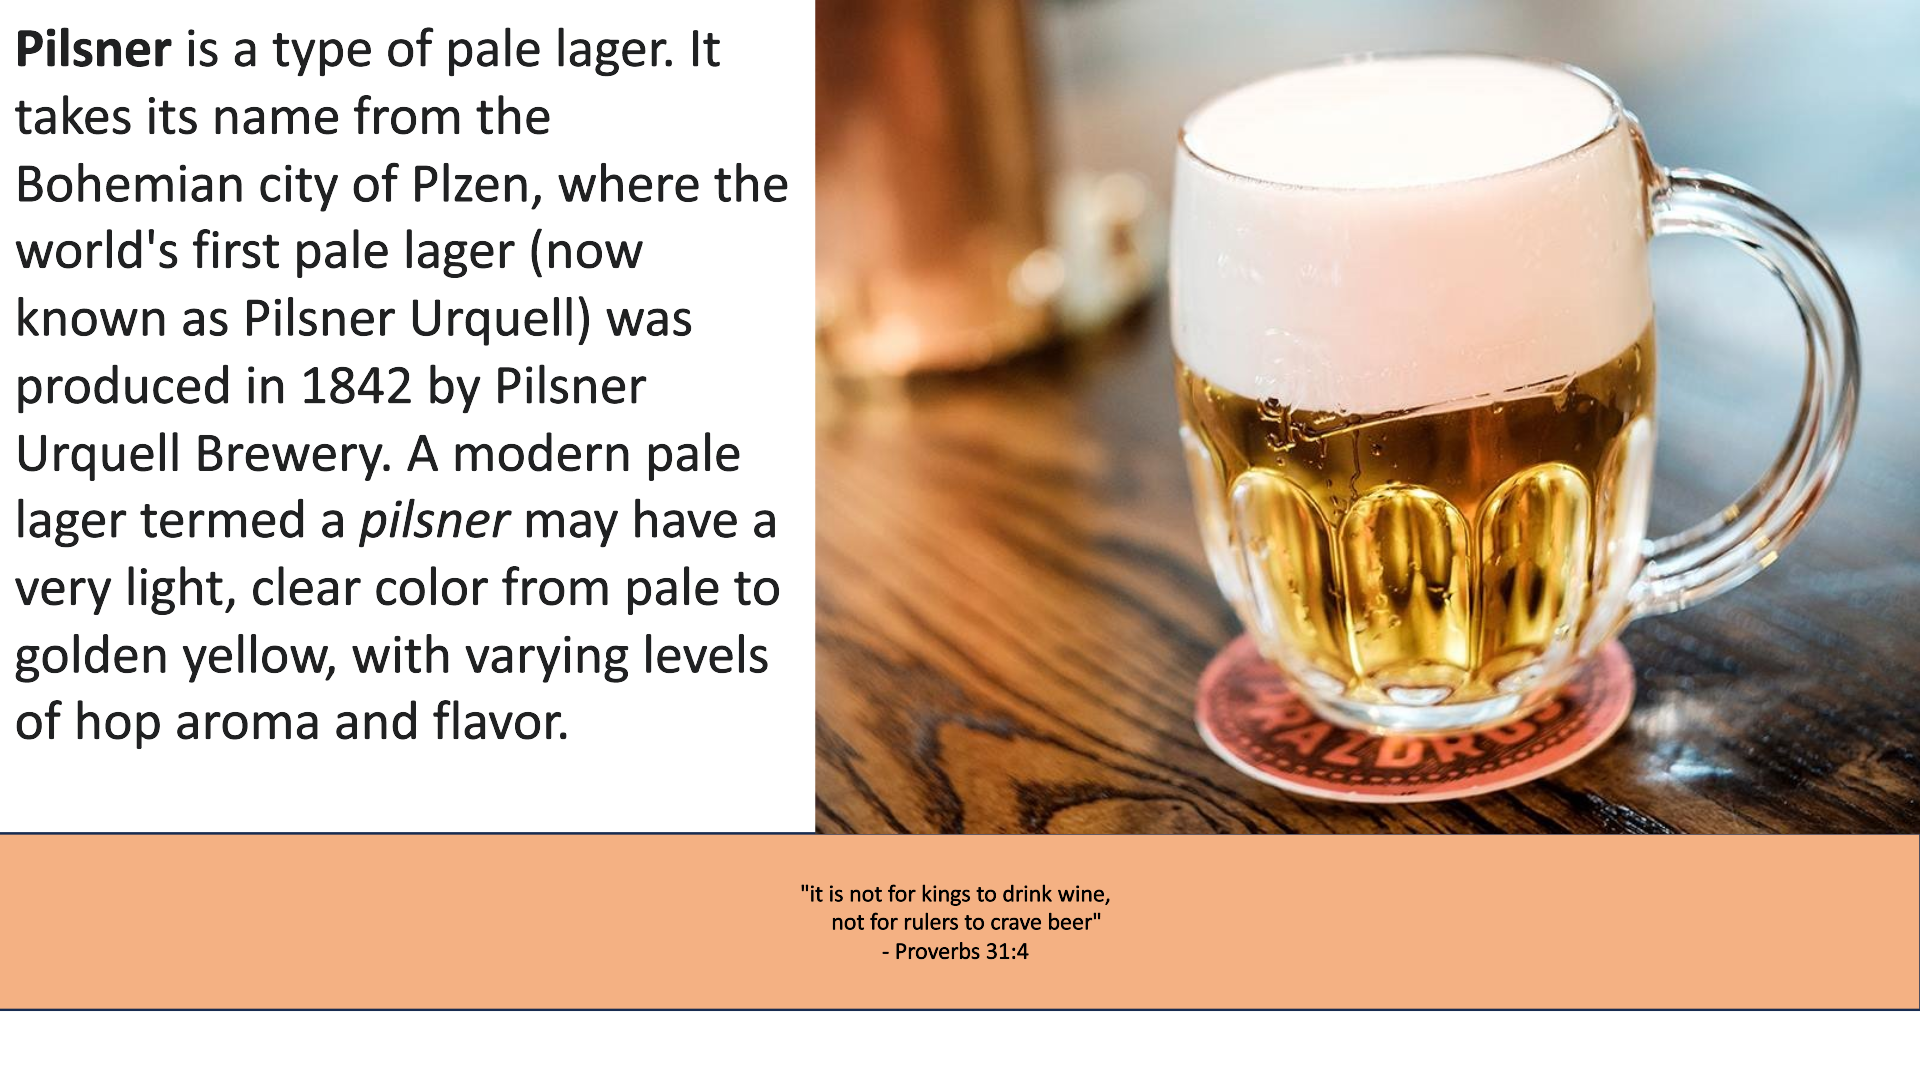 Pilsner is a type of pale lager. It
takes its name from the
Bohemian city of Plzen, where the
world's first pale lager (now
known as Pilsner Urquell) was
produced in 1842 by Pilsner
Urquell Brewery. A modern pale
lager termed a pilsner may have a
very light, clear color from pale to
golden yellow, with varying levels
of hop aroma and flavor.
"it is not for kings to drink wine,
not for rulers to crave beer"
- Proverbs 31:4